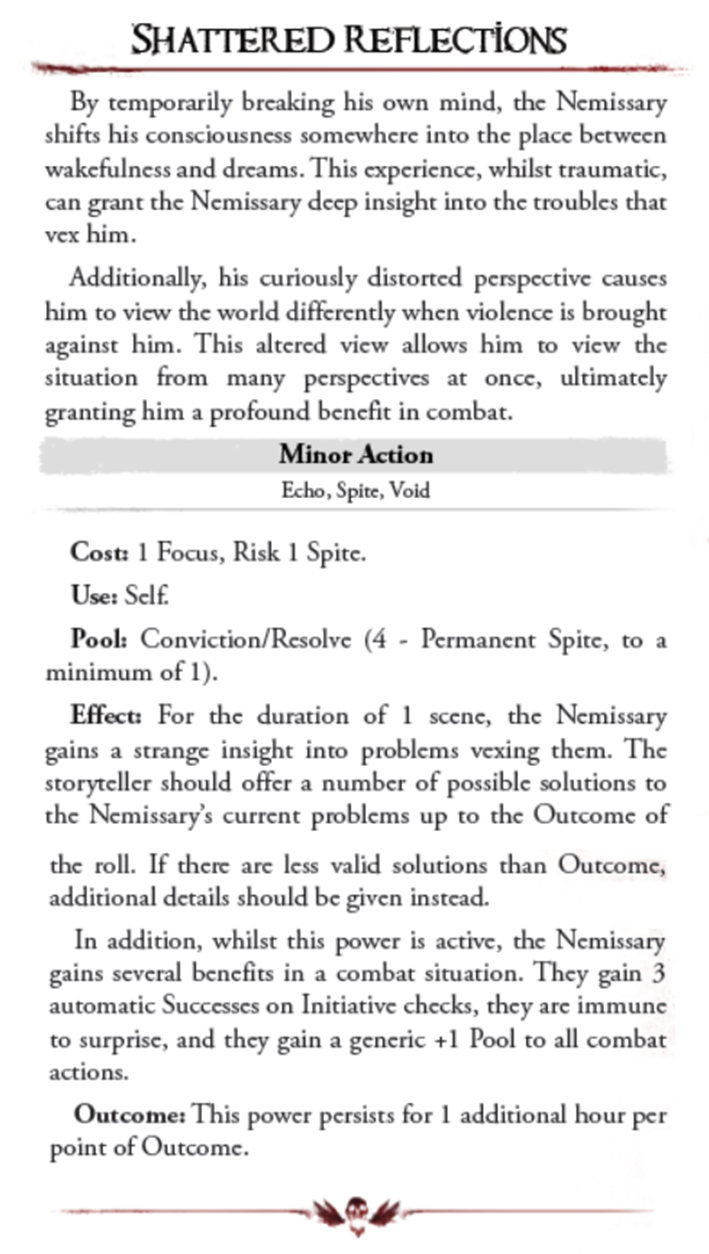 SHATTERED REFLECTIONS
By temporarily breaking his own mind, the Nemissary
shifts his consciousness somewhere into the place between
wakefulness and dreams. This experience, whilst traumatic,
can grant the Nemissary deep insight into the troubles that
vex him.
Additionally, his curiously distorted perspective causes
him to view the world differently when violence is brought
against him. This altered view allows him to view the
situation from many perspectives at once, ultimately
granting him a profound benefit in combat.
Minor Action
Echo, Spite, Void
Cost: 1 Focus, Risk 1 Spite.
Use: Self.
Pool: Conviction/Resolve (4 - Permanent Spite, to a
minimum of 1).
Effect: For the duration of 1 scene, the Nemissary
gains a strange insight into problems vexing them. The
storyteller should offer a number of possible solutions to
the Nemissary's current problems up to the Outcome of
the roll. If there are less valid solutions than Outcome,
additional details should be given instead.
In addition, whilst this power is active, the Nemissary
gains several benefits in a combat situation. They gain 3
automatic Successes on Initiative checks, they are immune
to surprise, and they gain a generic +1 Pool to all combat
actions.
Outcome: This power persists for 1 additional hour per
point of Outcome.